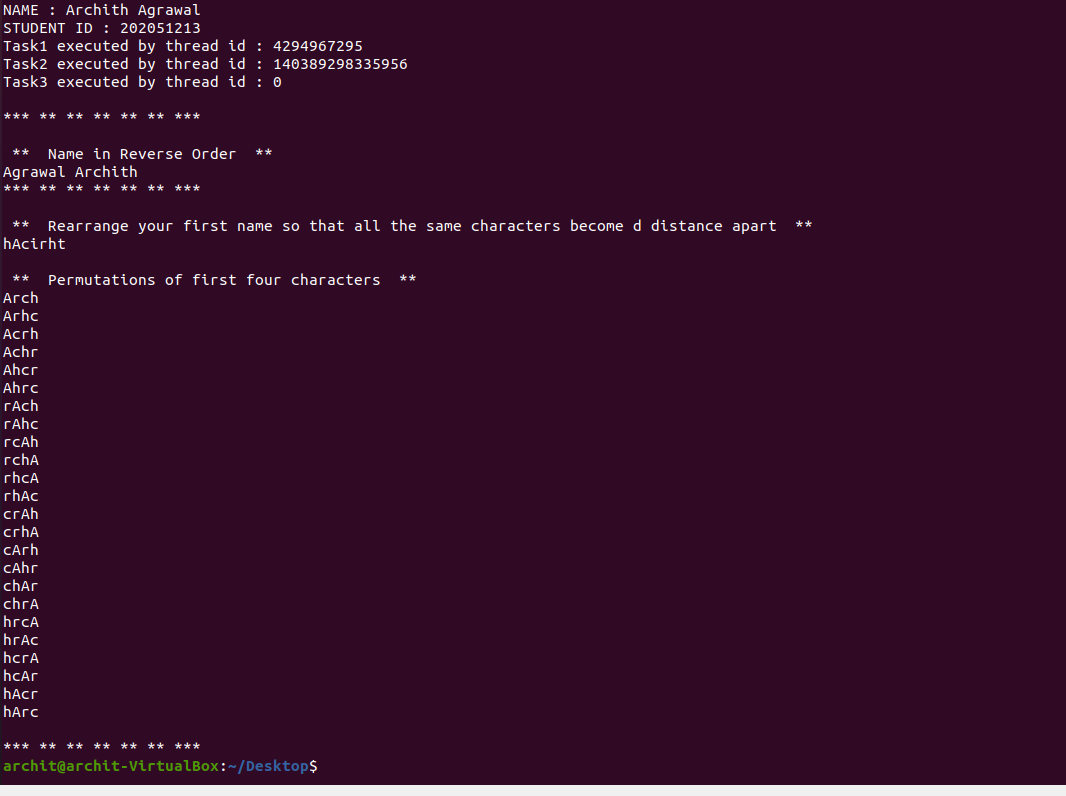 NAME : Archith Agrawal
STUDENT ID : 202051213
Task1 executed by thread id : 4294967295
Task2 executed by thread id : 140389298335956
Task3 executed by thread id : 0
*** ** ** ** ** ** ***
** Name in Reverse Order **
Agrawal Archith
*** ** ** ** ** ** ***
** Rearrange your first name so that all the same characters become d distance apart **
hAcirht
** Permutations of first four characters **
Arch
Arhc
Acrh
Achr
Ahcr
Ahrc
rAch
rAhc
rcAh
rchA
rhcA
rhAc
crAh
crhA
cArh
cAhr
chAr
chrA
hrcA
hrAc
hcrA
hcAr
hAcr
hArc
*** ** ** ** ** ** ***
archit@archit-VirtualBox:~/Desktop$